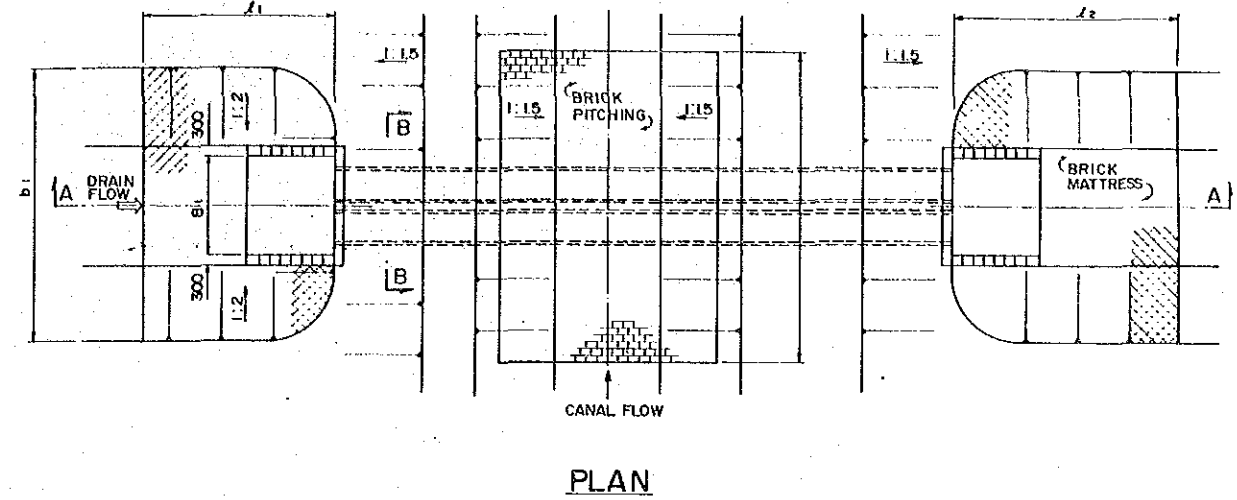 l1
l2
1:1.5
1:1.5
BRICK
PITCHING
1:1.5
1:1.5
300
1:2
B
b1
A
DRAIN
FLOW
B1
BRICK
MATTRESS
A
300
1:2
B
CANAL FLOW
PLAN